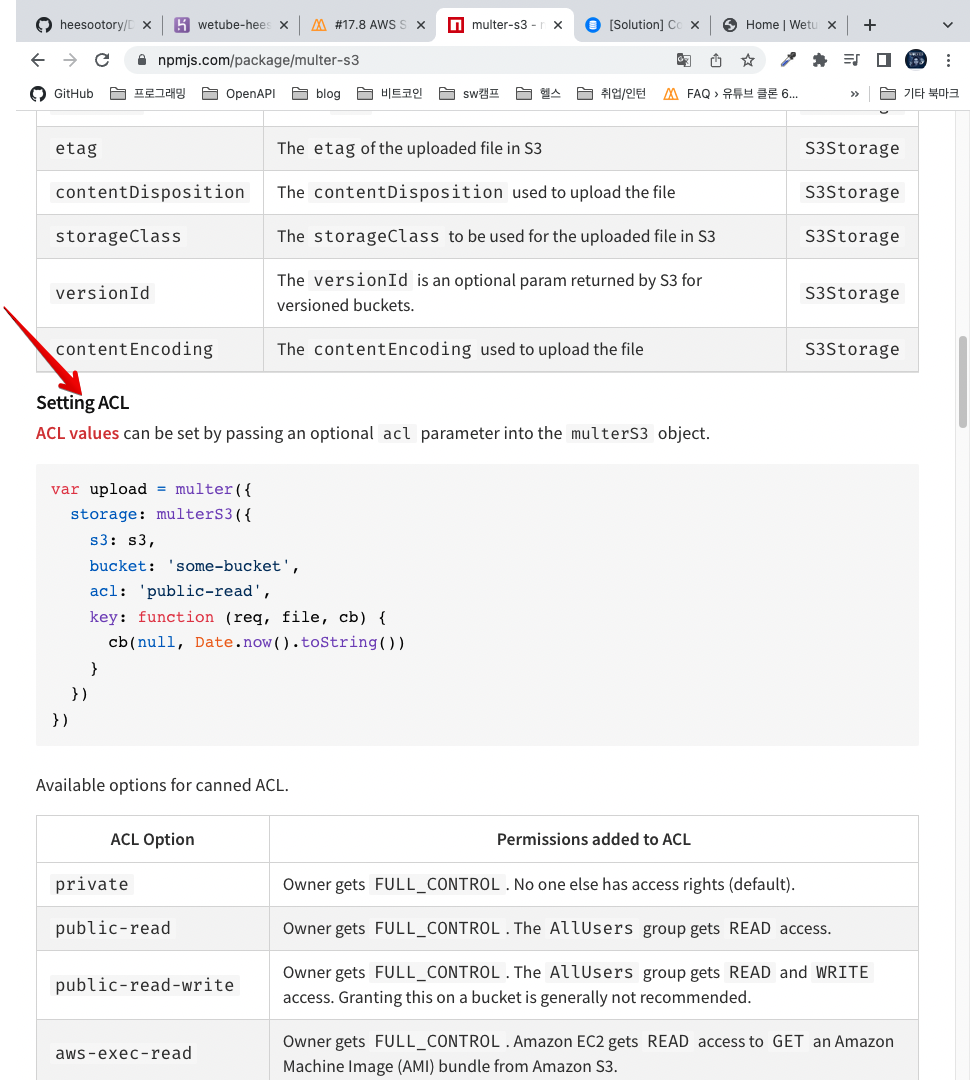 heesootory/D
wetube-hees
#17.8 AWS S
multer-s3 - n
[Solution] Co
Home | Wetu
npmjs.com/package/multer-s3
GitHub
프로그래밍
OpenAPI
blog
비트코인
sw캠프
헬스
취업/인턴
FAQ › 유튜브 클론 6...
»
기타 북마크
etag The etag of the uploaded file in S3 S3Storage
contentDisposition The contentDisposition used to upload the file S3Storage
storageClass The storageClass to be used for the uploaded file in S3 S3Storage
versionId The versionId is an optional param returned by S3 for
versioned buckets. S3Storage
contentEncoding The contentEncoding used to upload the file S3Storage
Setting ACL
ACL values can be set by passing an optional acl parameter into the multerS3 object.
var upload = multer({
storage: multerS3({
s3: s3,
bucket: 'some-bucket',
acl: 'public-read',
key: function (req, file, cb) {
cb(null, Date.now().toString())
}
})
})
Available options for canned ACL.
ACL Option Permissions added to ACL
private Owner gets FULL_CONTROL . No one else has access rights (default).
public-read Owner gets FULL_CONTROL . The AllUsers group gets READ access.
public-read-write Owner gets FULL_CONTROL . The AllUsers group gets READ and WRITE
access. Granting this on a bucket is generally not recommended.
aws-exec-read Owner gets FULL_CONTROL . Amazon EC2 gets READ access to GET an Amazon
Machine Image (AMI) bundle from Amazon S3.